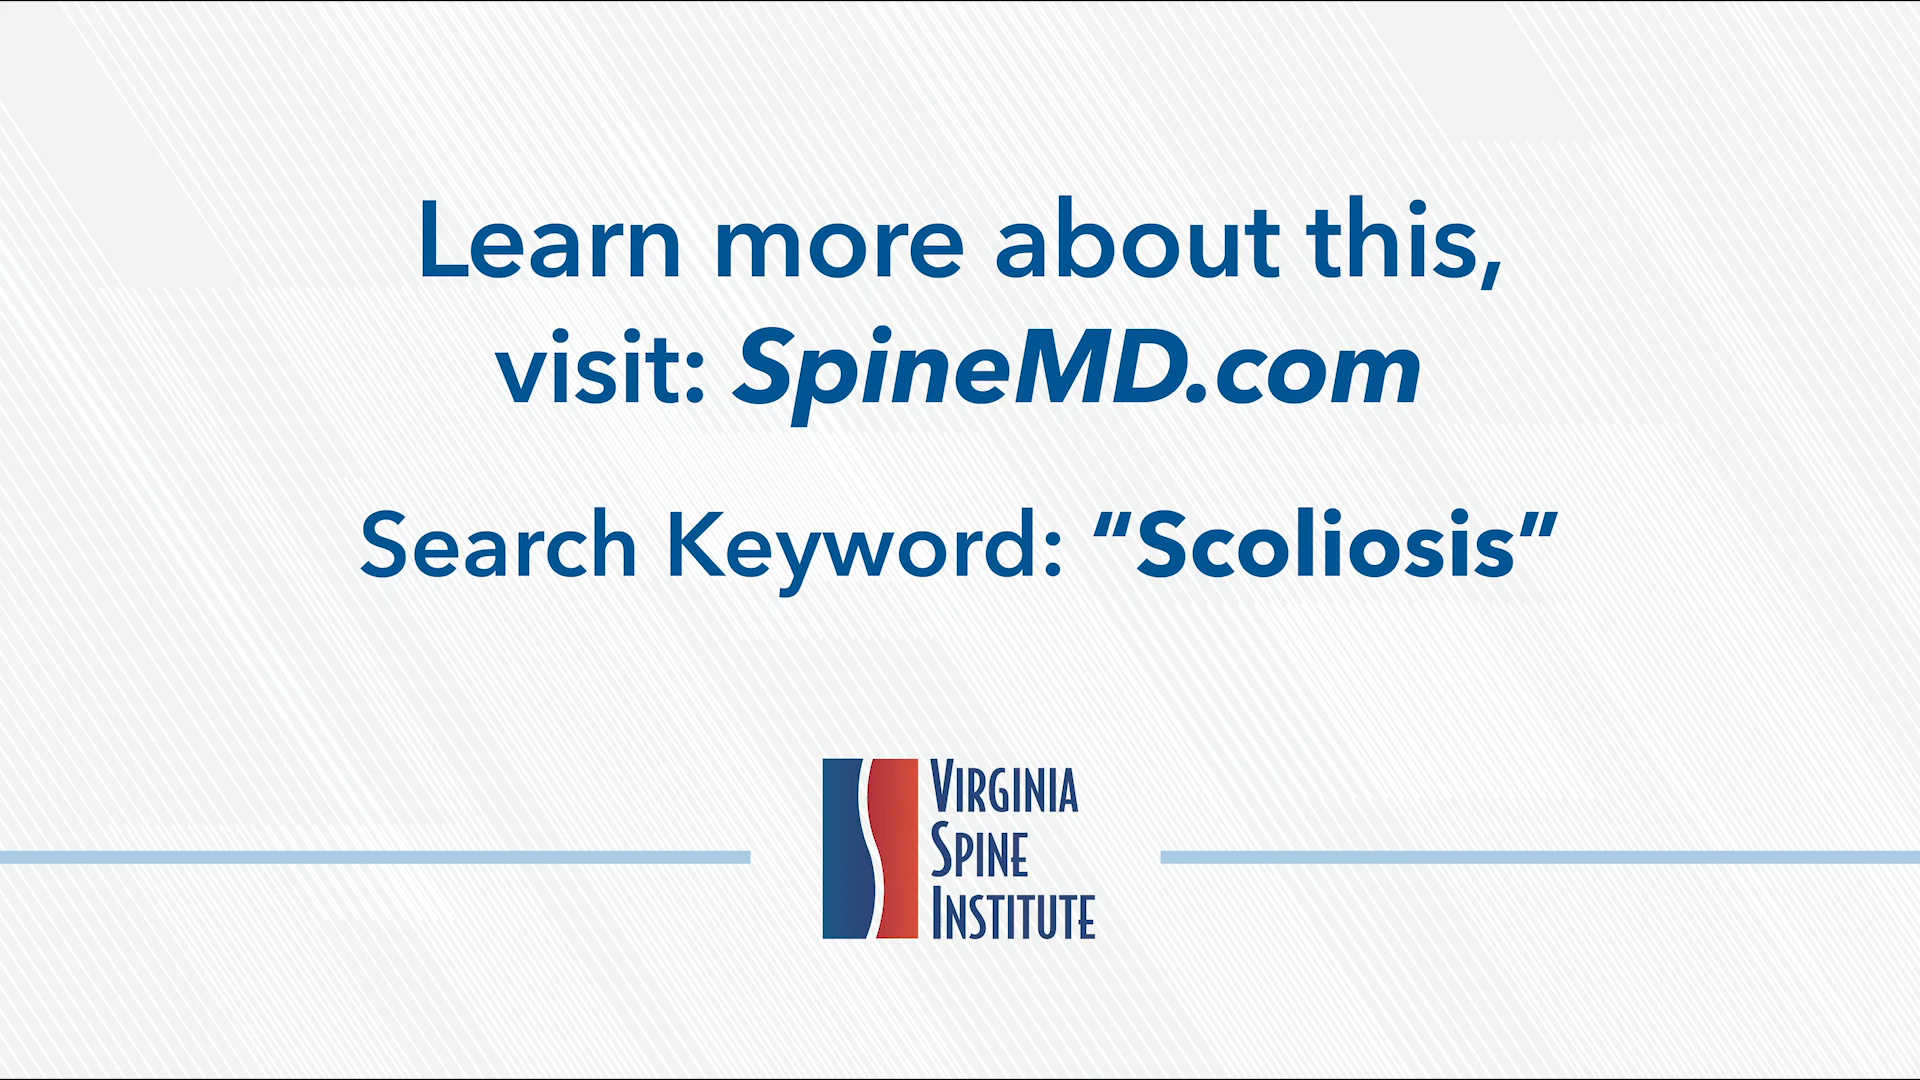 Learn more about this,
visit: SpineMD.com
Search Keyword: “Scoliosis”
VIRGINIA
SPINE
INSTITUTE